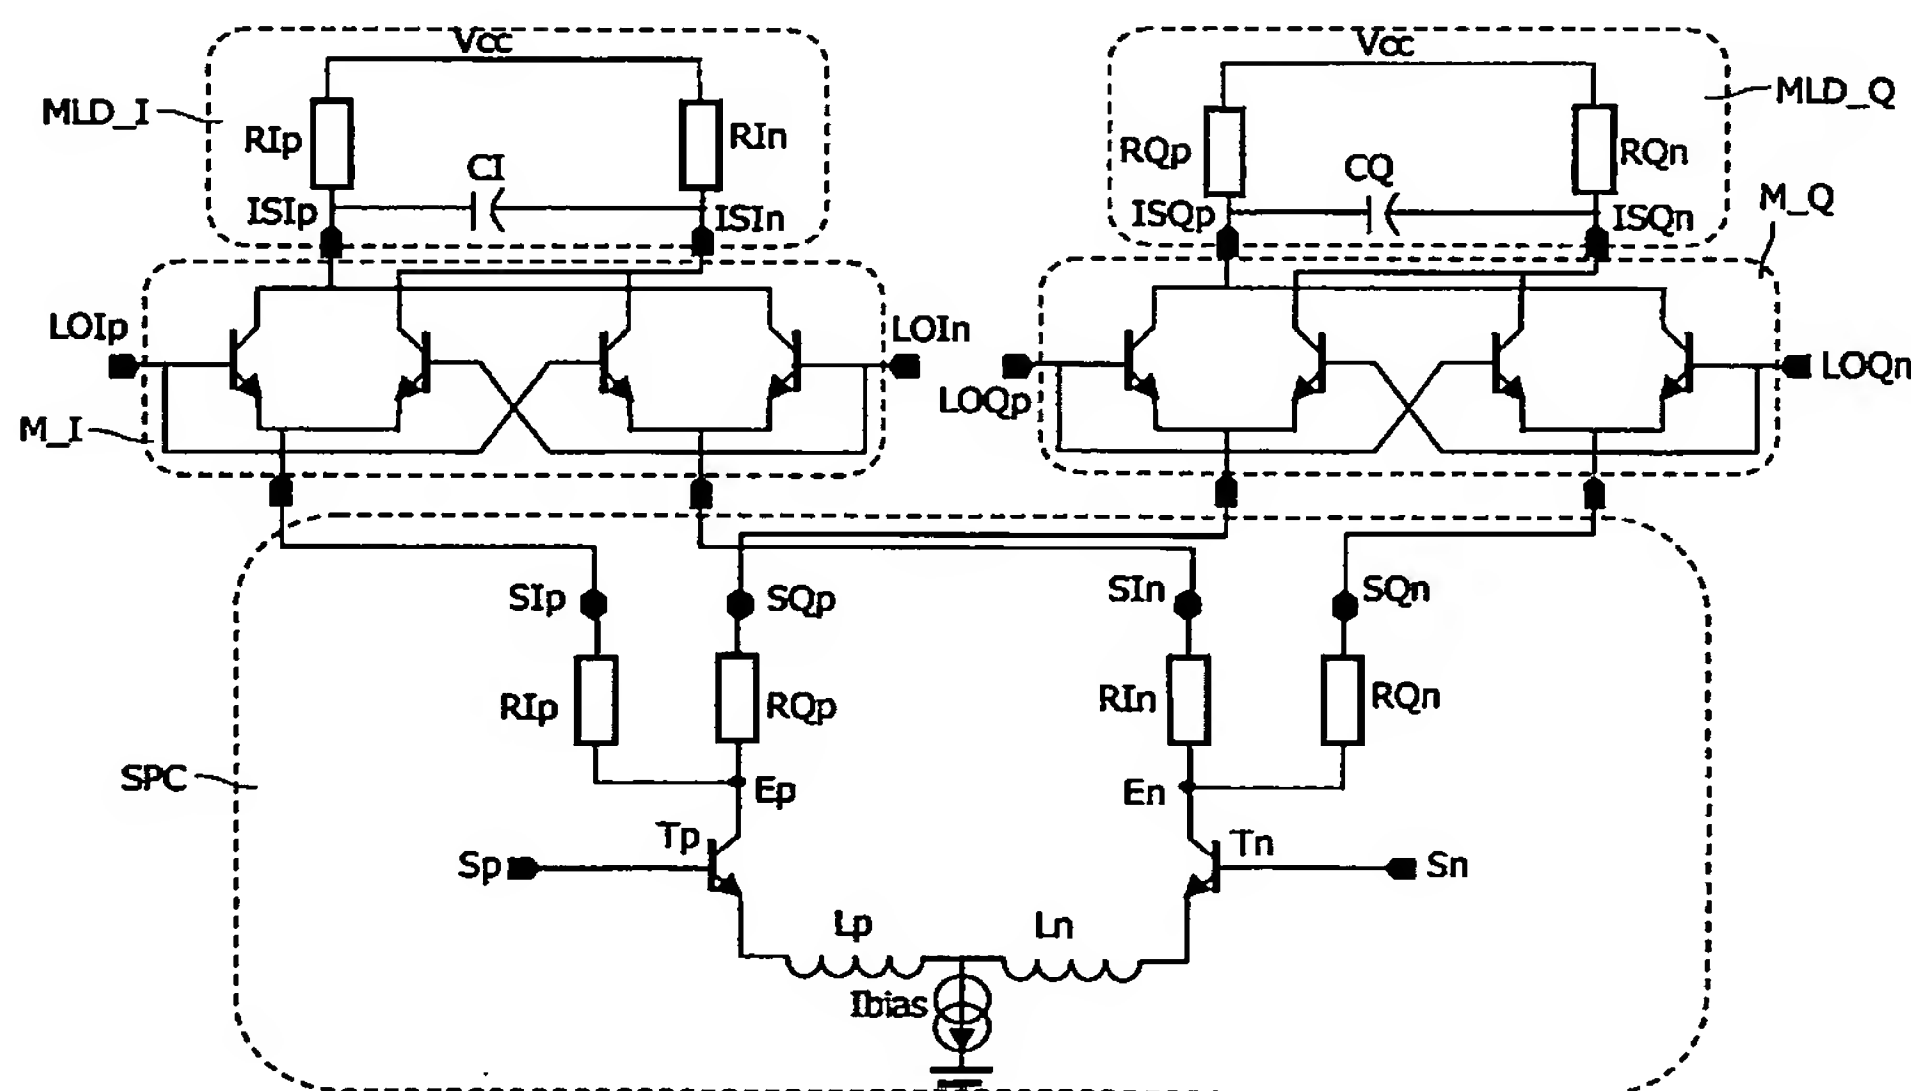 Vcc
Vcc
MLD_I
MLD_Q
RIp
RIn
RQp
RQn
CI
CQ
ISIp
ISIn
ISQp
ISQn
M_Q
LOIp
LOIn
LOQp
LOQn
M_I
SIp
SQp
SIn
SQn
RIp
RQp
RIn
RQn
SPC
Ep
En
Tp
Tn
Sp
Sn
Lp
Ln
Ibias